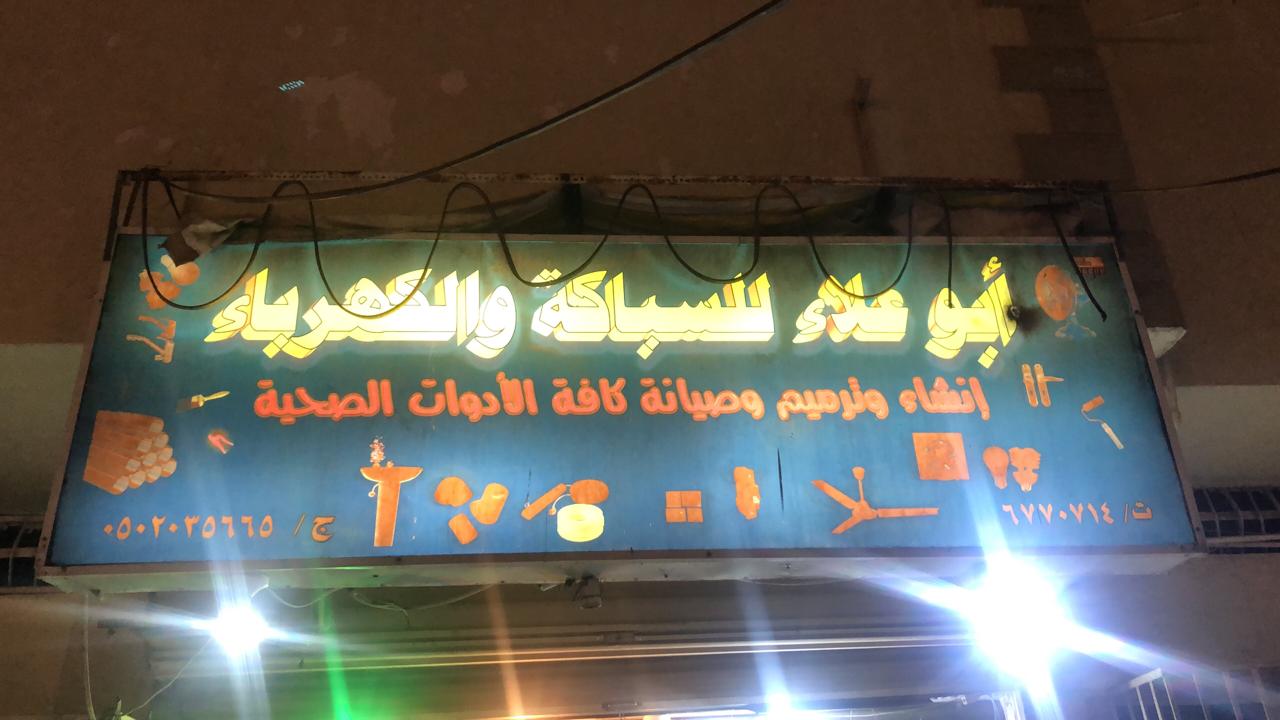 أبو علاء للسباكة والكهرباء
إنشاء وترميم وصيانة كافة الأدوات الصحية
ت/ ٦٧٧٠٧١٤
ج / ٠٥٠٢٠٣٥٦٦٥